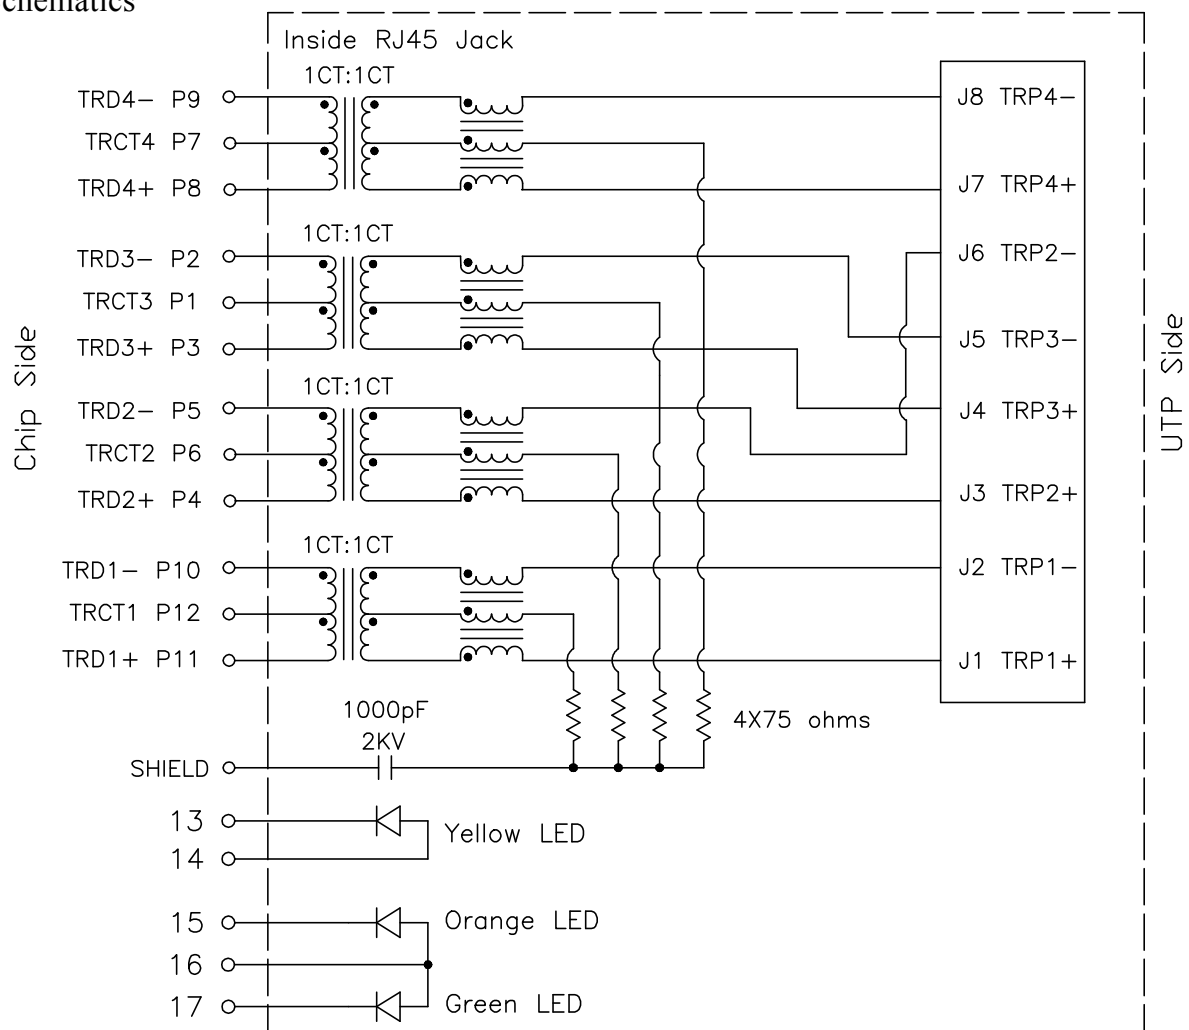 chematics
Inside RJ45 Jack
1CT:1CT
TRD4- P9
TRCT4 P7
TRD4+ P8
J8 TRP4-
J7 TRP4+
1CT:1CT
TRD3- P2
TRCT3 P1
TRD3+ P3
J6 TRP2-
J5 TRP3-
1CT:1CT
TRD2- P5
TRCT2 P6
TRD2+ P4
J4 TRP3+
J3 TRP2+
1CT:1CT
TRD1- P10
TRCT1 P12
TRD1+ P11
J2 TRP1-
J1 TRP1+
Chip Side
UTP Side
1000pF
2KV
4X75 ohms
SHIELD
13
14
Yellow LED
15
Orange LED
16
17
Green LED